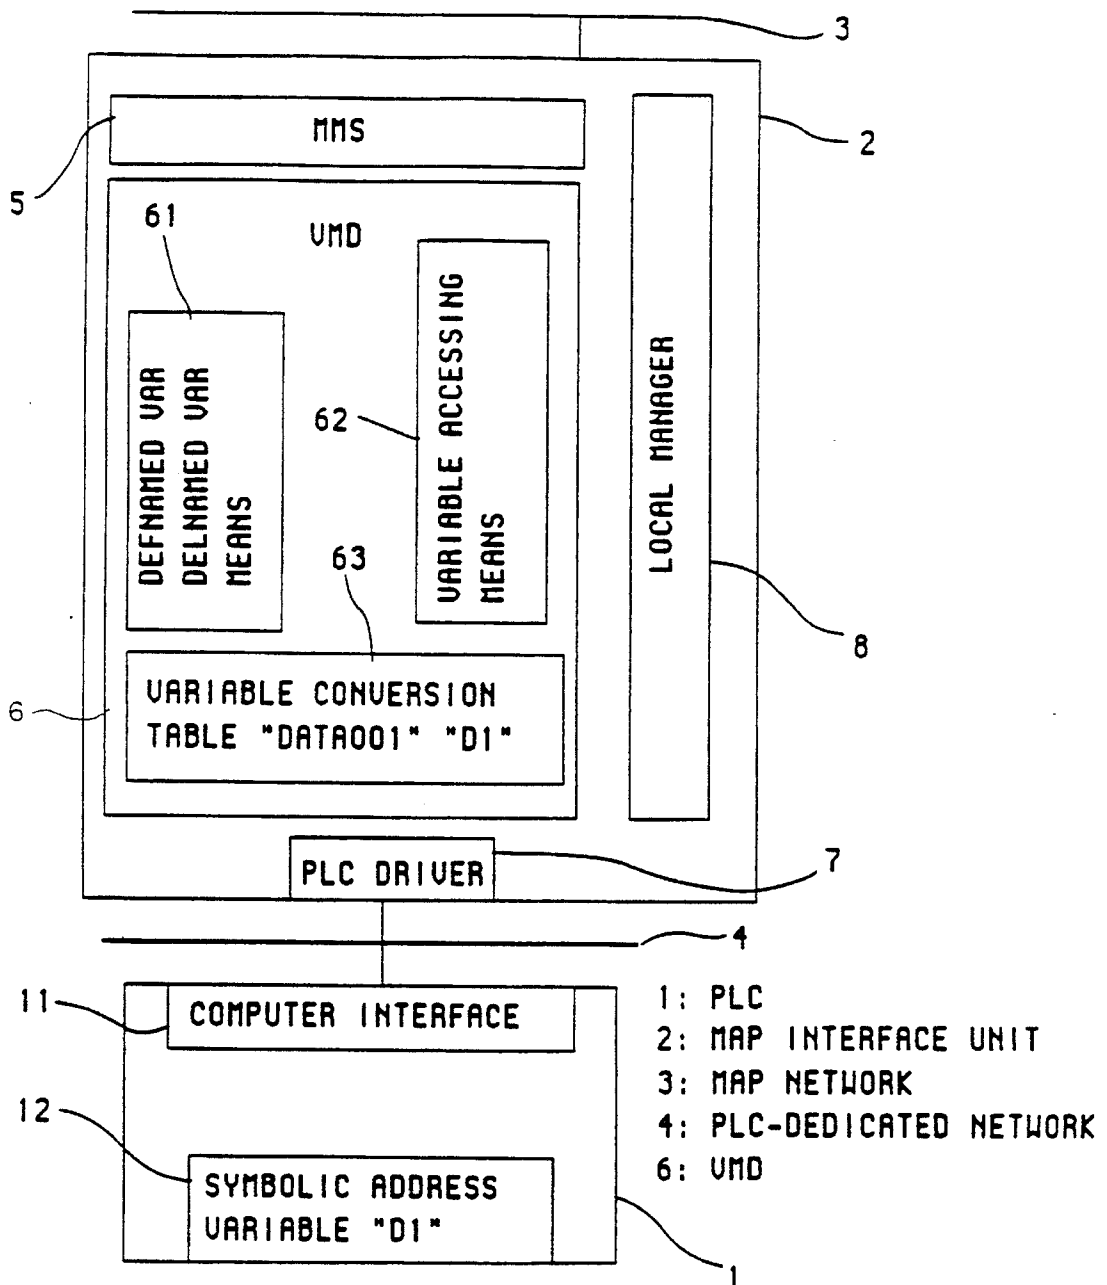 3
MMS
2
5
61
VMD
DEFNAMED VAR
DELNAMED VAR
MEANS
62
VARIABLE ACCESSING
MEANS
LOCAL MANAGER
63
8
6
VARIABLE CONVERSION
TABLE "DATA001" "D1"
7
PLC DRIVER
4
11
COMPUTER INTERFACE
12
SYMBOLIC ADDRESS
VARIABLE "D1"
1
1: PLC
2: MAP INTERFACE UNIT
3: MAP NETWORK
4: PLC-DEDICATED NETWORK
6: VMD